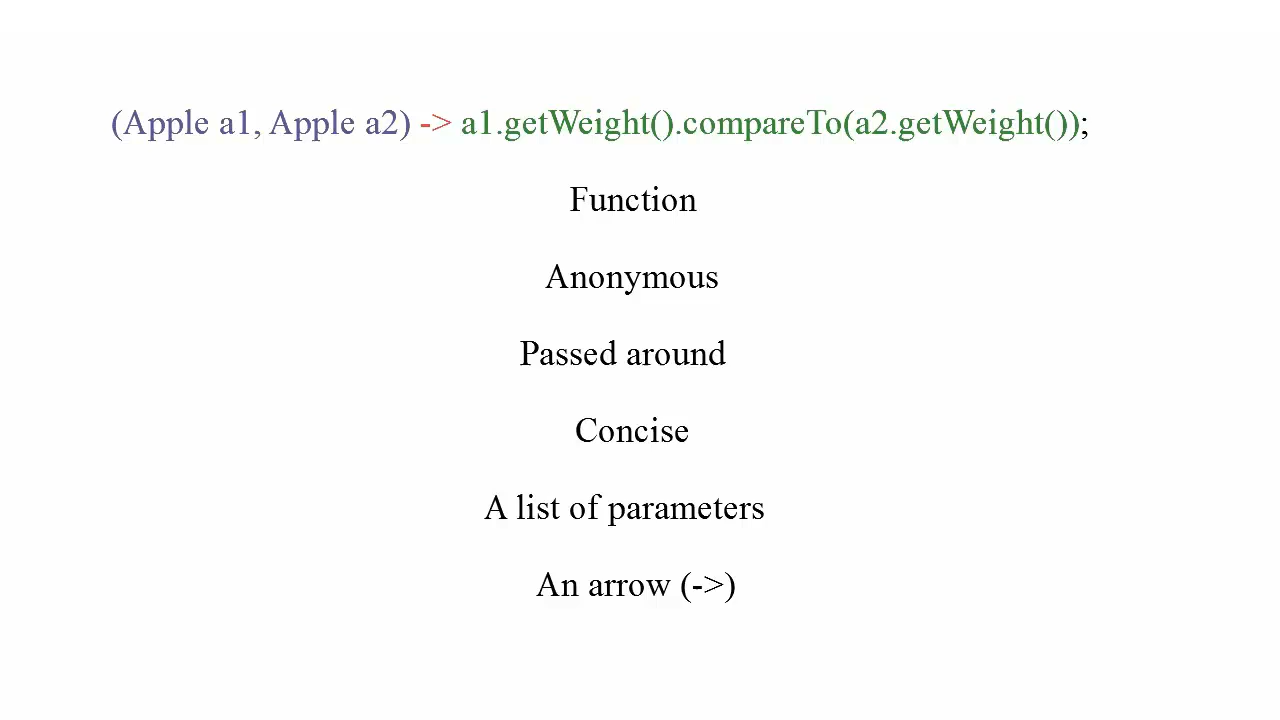 (Apple a1, Apple a2) -> a1.getWeight().compareTo(a2.getWeight());
Function
Anonymous
Passed around
Concise
A list of parameters
An arrow (->)